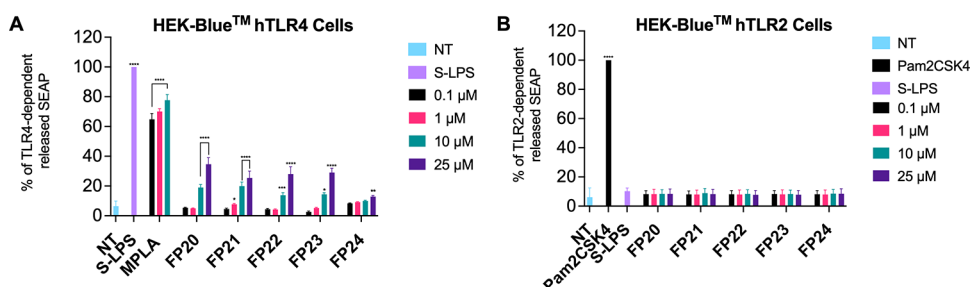 A
HEK-Blue™ hTLR4 Cells
% of TLR4-dependent
released SEAP
120
100
80
60
40
20
0
****
****
****
*
****
***
****
*
****
**
NT
S-LPS
MPLA
FP20
FP21
FP22
FP23
FP24
NT
S-LPS
0.1 μM
1 μM
10 μM
25 μM
B
HEK-Blue™ hTLR2 Cells
% of TLR2-dependent
released SEAP
120
100
80
60
40
20
0
****
NT
Pam2CSK4
S-LPS
FP20
FP21
FP22
FP23
FP24
NT
Pam2CSK4
S-LPS
0.1 μM
1 μM
10 μM
25 μM